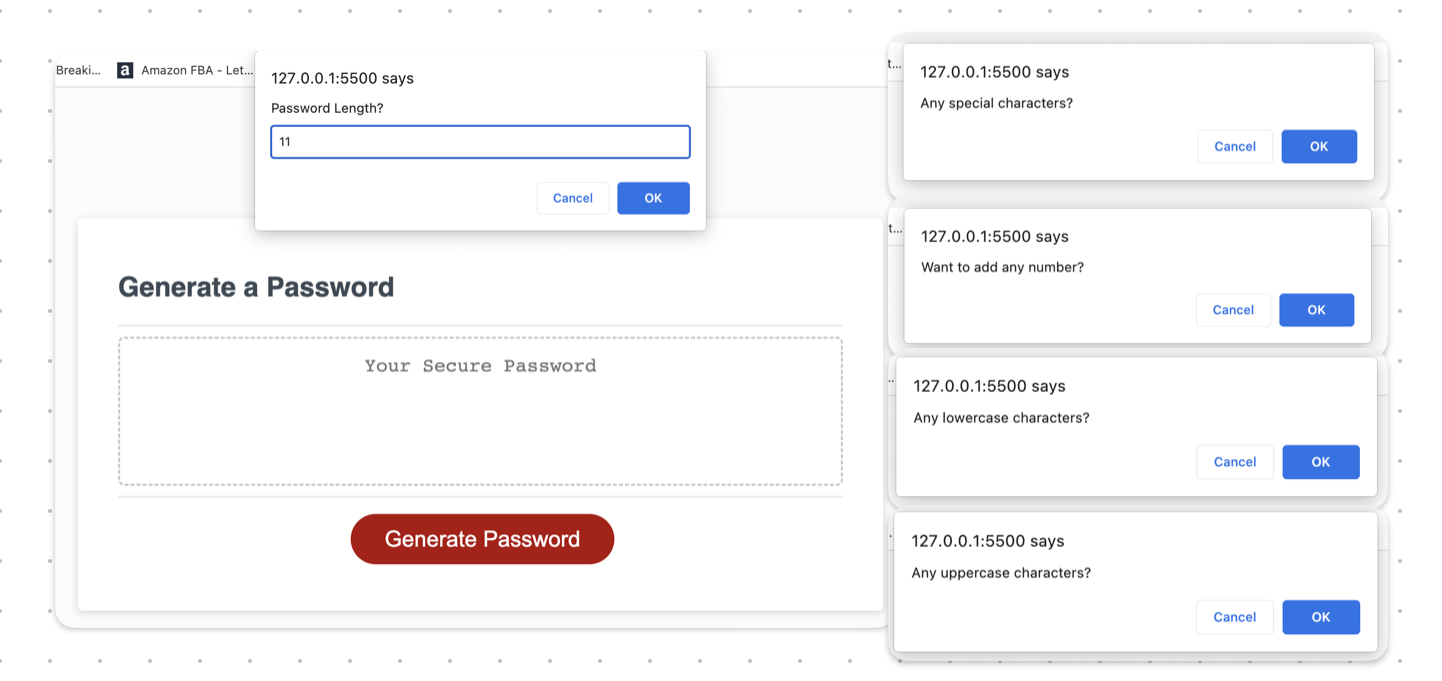 Breaki...
a Amazon FBA - Let...
127.0.0.1:5500 says
Password Length?
11
Cancel
OK
Generate a Password
Your Secure Password
Generate Password
t...
127.0.0.1:5500 says
Any special characters?
Cancel
OK
t...
127.0.0.1:5500 says
Want to add any number?
Cancel
OK
..
127.0.0.1:5500 says
Any lowercase characters?
Cancel
OK
.
127.0.0.1:5500 says
Any uppercase characters?
Cancel
OK